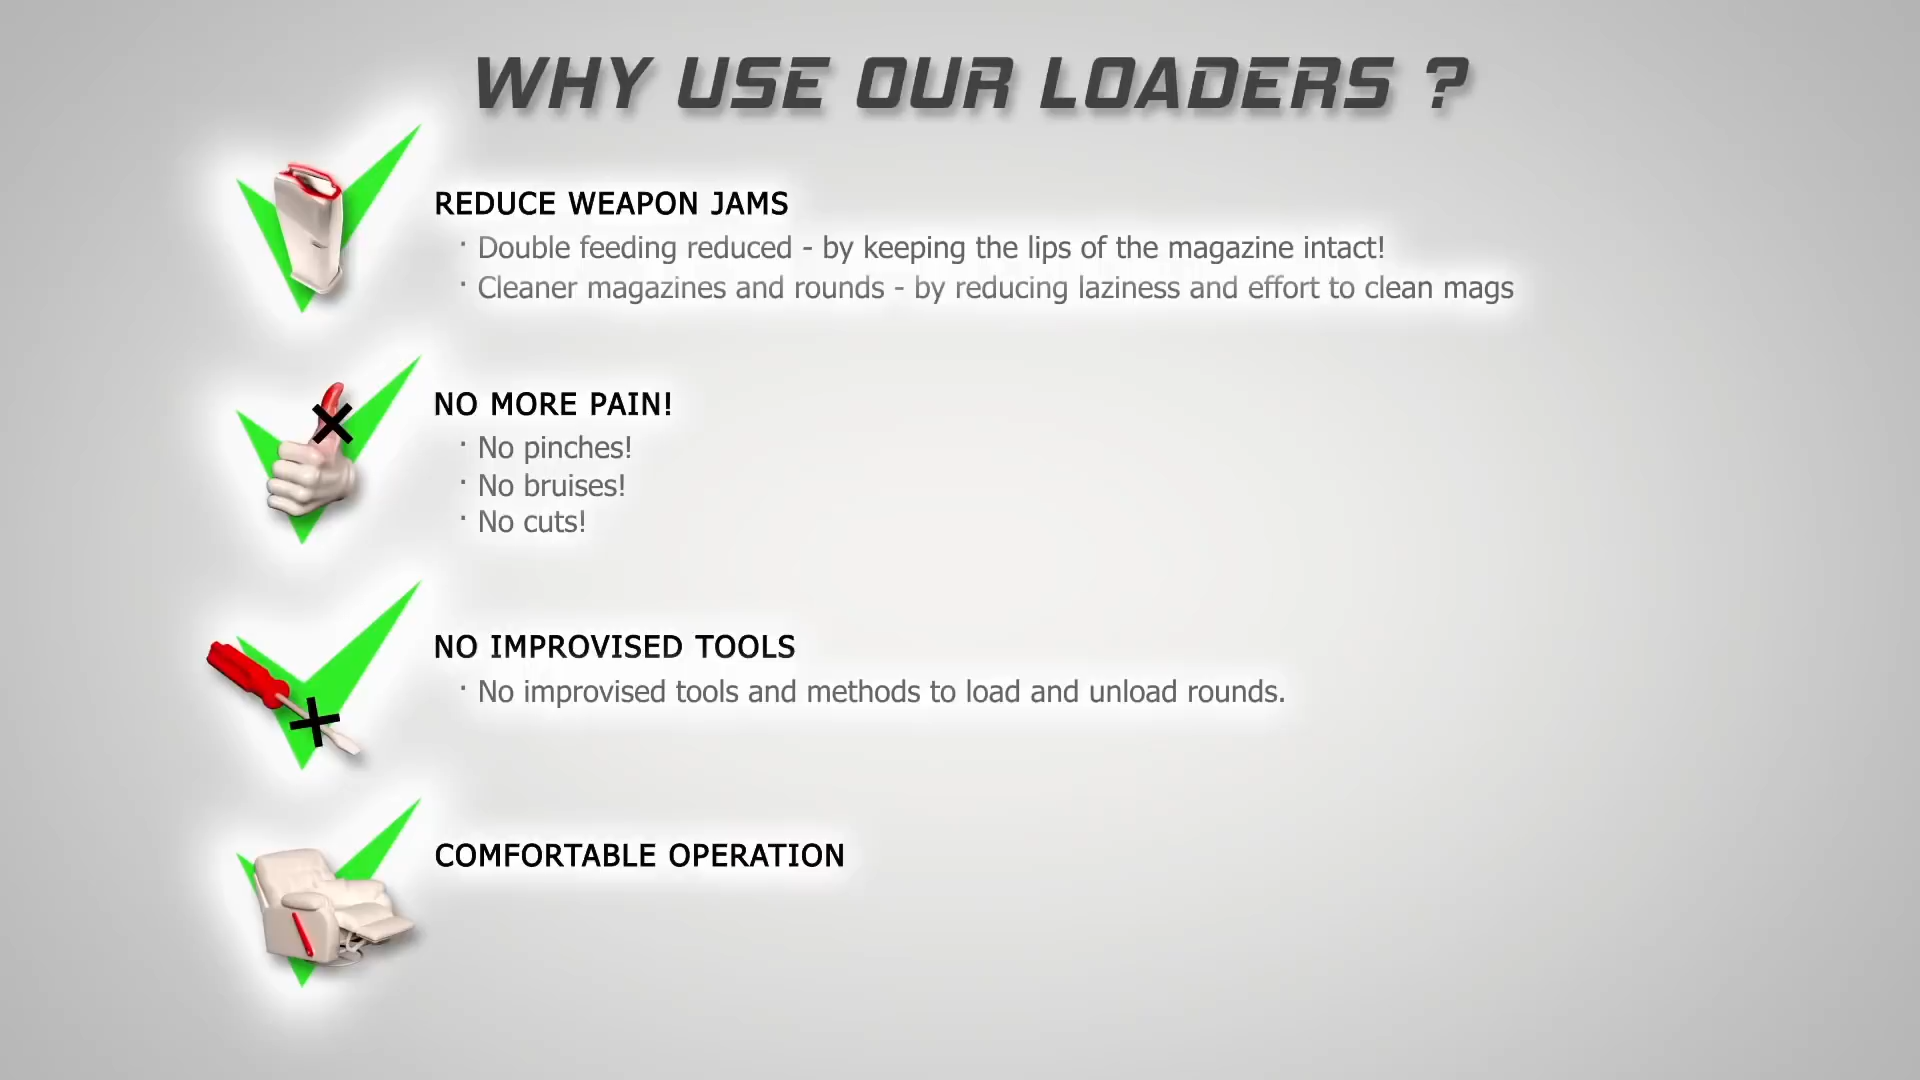 WHY USE OUR LOADERS ?
REDUCE WEAPON JAMS
· Double feeding reduced - by keeping the lips of the magazine intact!
· Cleaner magazines and rounds - by reducing laziness and effort to clean mags
NO MORE PAIN!
· No pinches!
· No bruises!
· No cuts!
NO IMPROVISED TOOLS
· No improvised tools and methods to load and unload rounds.
COMFORTABLE OPERATION